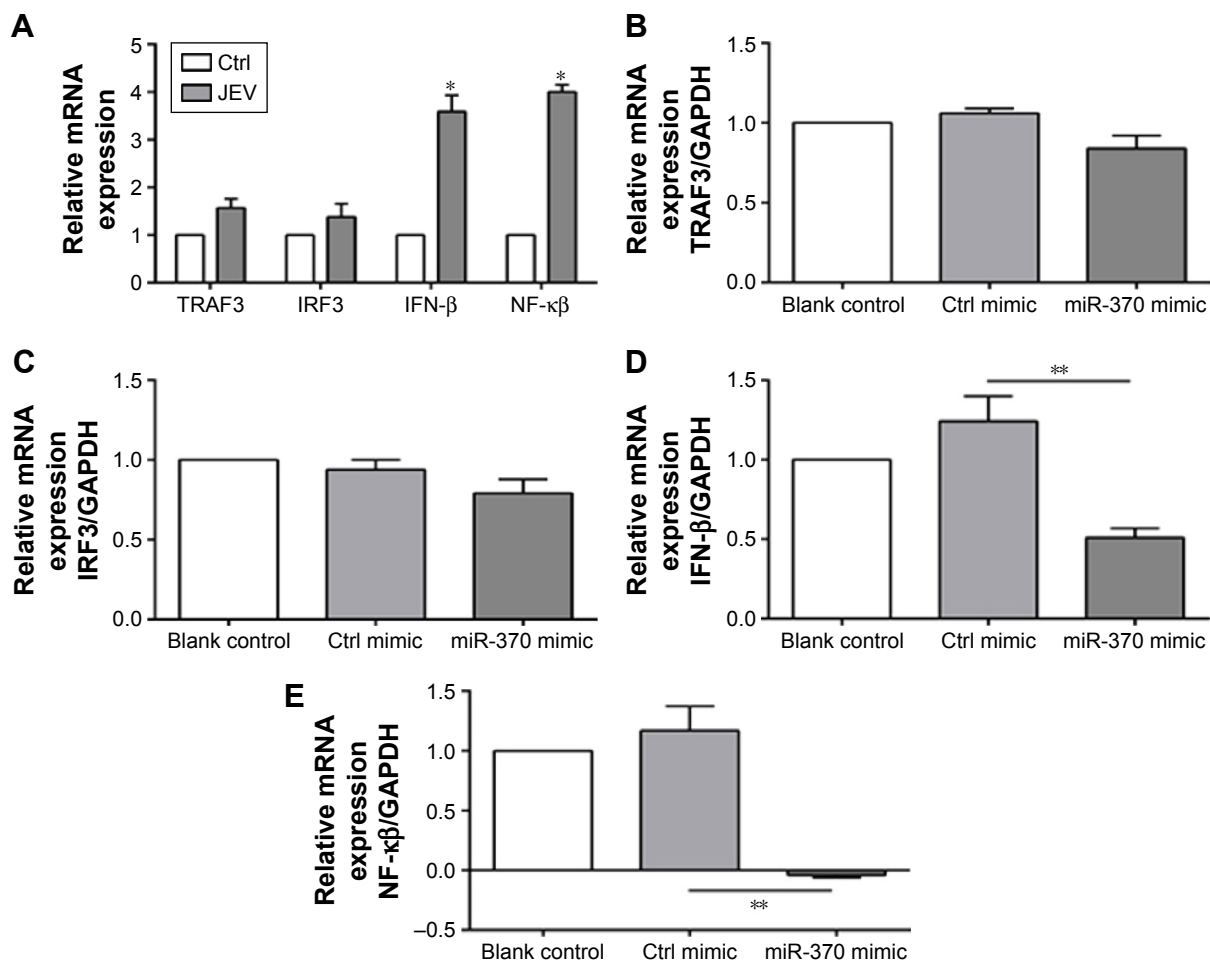 A
Relative mRNA
expression
5
4
3
2
1
0
Ctrl
JEV
*
*
TRAF3
IRF3
IFN-β
NF-κβ
B
Relative mRNA
expression
TRAF3/GAPDH
1.5
1.0
0.5
0.0
Blank control
Ctrl mimic
miR-370 mimic
C
Relative mRNA
expression
IRF3/GAPDH
1.5
1.0
0.5
0.0
Blank control
Ctrl mimic
miR-370 mimic
D
Relative mRNA
expression
IFN-β/GAPDH
1.5
1.0
0.5
0.0
**
Blank control
Ctrl mimic
miR-370 mimic
E
Relative mRNA
expression
NF-κβ/GAPDH
1.5
1.0
0.5
0.0
–0.5
**
Blank control
Ctrl mimic
miR-370 mimic